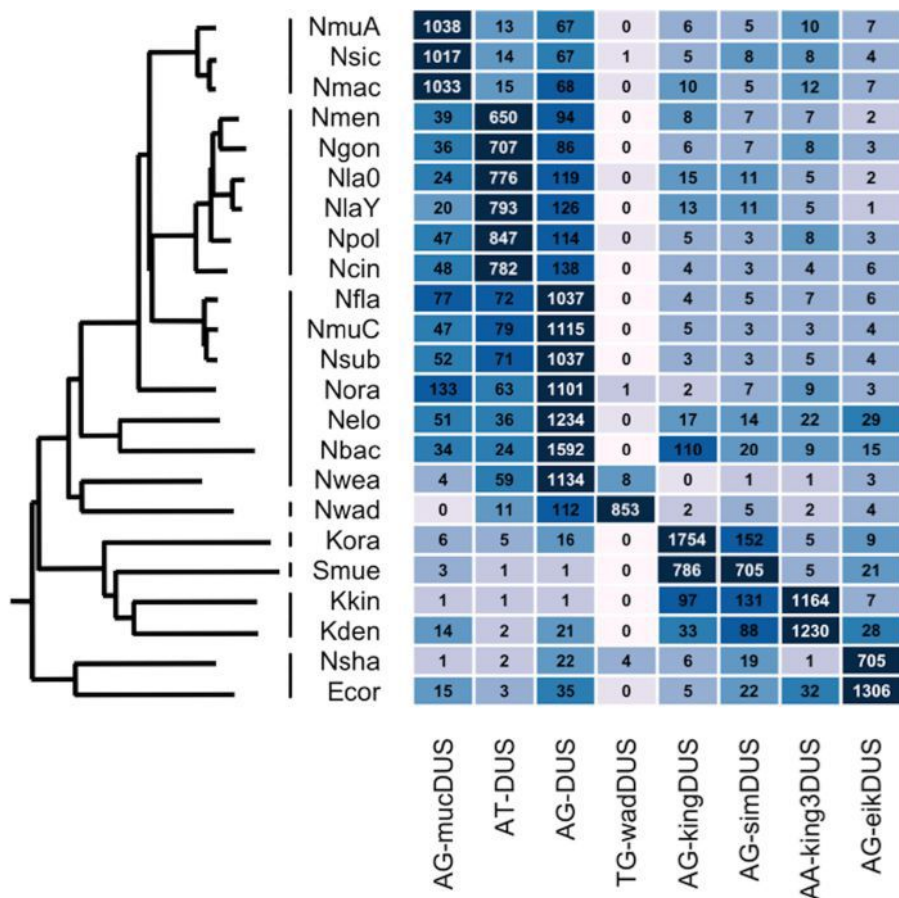 NmuA 1038 13 67 0 6 5 10 7
Nsic 1017 14 67 1 5 8 8 4
Nmac 1033 15 68 0 10 5 12 7
Nmen 39 650 94 0 8 7 7 2
Ngon 36 707 86 0 6 7 8 3
Nla0 24 776 119 0 15 11 5 2
NlaY 20 793 126 0 13 11 5 1
Npol 47 847 114 0 5 3 8 3
Ncin 48 782 138 0 4 3 4 6
Nfla 77 72 1037 0 4 5 7 6
NmuC 47 79 1115 0 5 3 3 4
Nsub 52 71 1037 0 3 3 5 4
Nora 133 63 1101 1 2 7 9 3
Nelo 51 36 1234 0 17 14 22 29
Nbac 34 24 1592 0 110 20 9 15
Nwea 4 59 1134 8 0 1 1 3
Nwad 0 11 112 853 2 5 2 4
Kora 6 5 16 0 1754 152 5 9
Smue 3 1 1 0 786 705 5 21
Kkin 1 1 1 0 97 131 1164 7
Kden 14 2 21 0 33 88 1230 28
Nsha 1 2 22 4 6 19 1 705
Ecor 15 3 35 0 5 22 32 1306
AG-mucDUS
AT-DUS
AG-DUS
TG-wadDUS
AG-kingDUS
AG-simDUS
AA-king3DUS
AG-eikDUS